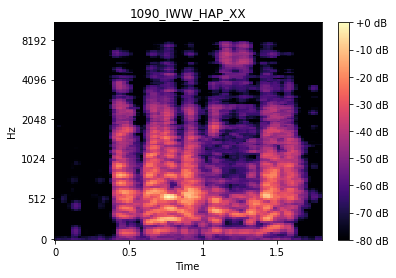 1090_IWW_HAP_XX
+0 dB
8192
-10 dB
4096
-20 dB
-30 dB
2048
Hz
-40 dB
1024
-50 dB
512
-60 dB
-70 dB
0
-80 dB
0
0.5
1
1.5
Time